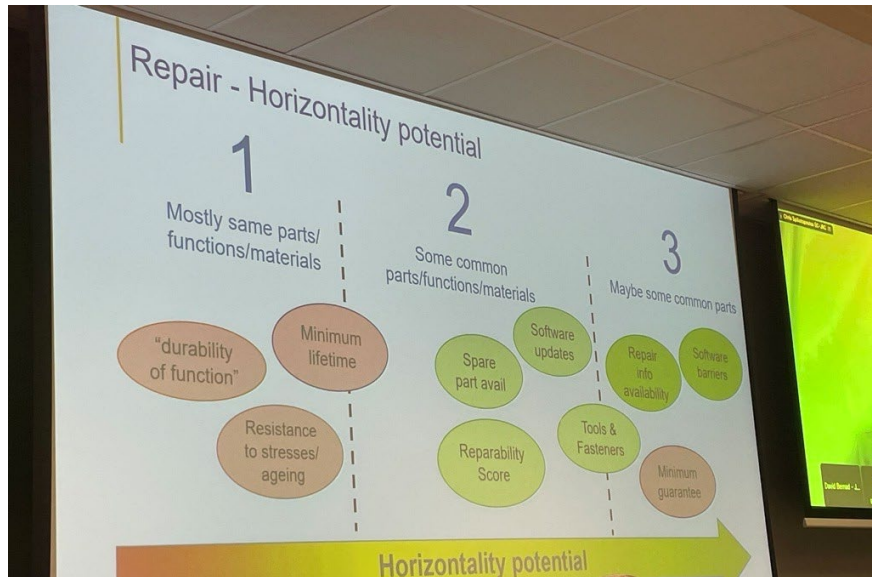 Repair - Horizontality potential
1
Mostly same parts/
functions/materials
2
Some common
parts/functions/materials
3
Maybe some common parts
"durability
of function"
Minimum
lifetime
Resistance
to stresses/
ageing
Spare
part avail
Software
updates
Reparability
Score
Tools &
Fasteners
Repair
info
availability
Software
barriers
Minimum
guarantee
Horizontality potential
David Bernad - J...